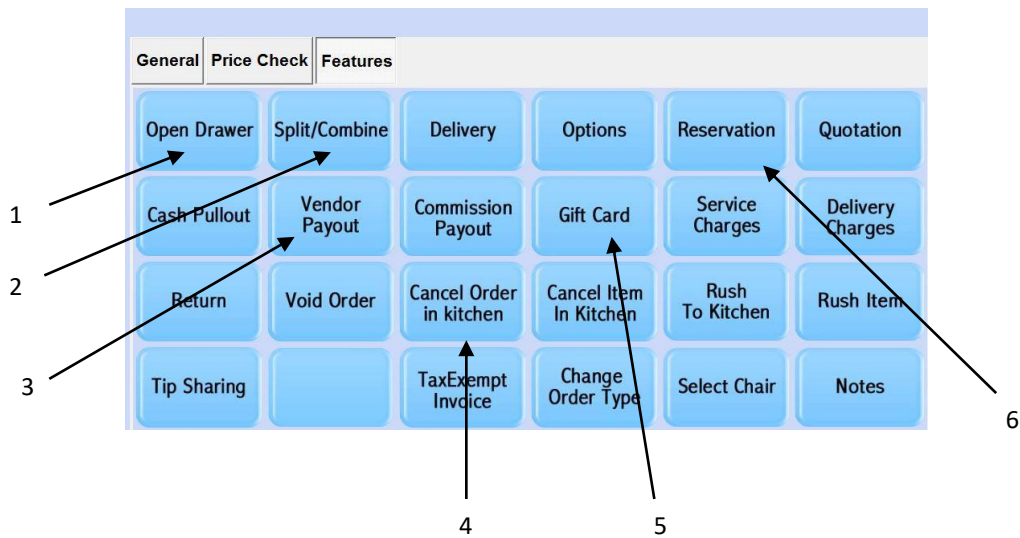 General Price Check Features
Open Drawer Split/Combine Delivery Options Reservation Quotation
1
Cash Pullout Vendor Payout Commission Payout Gift Card Service Charges Delivery Charges
2
Return Void Order Cancel Order in kitchen Cancel Item In Kitchen Rush To Kitchen Rush Item
3
Tip Sharing TaxExempt Invoice Change Order Type Select Chair Notes
6
4 5